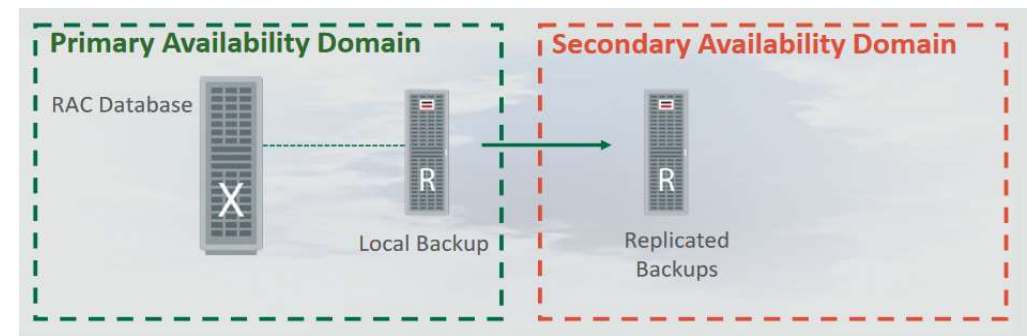 Primary Availability Domain
Secondary Availability Domain
RAC Database
X
R
R
Local Backup
Replicated
Backups